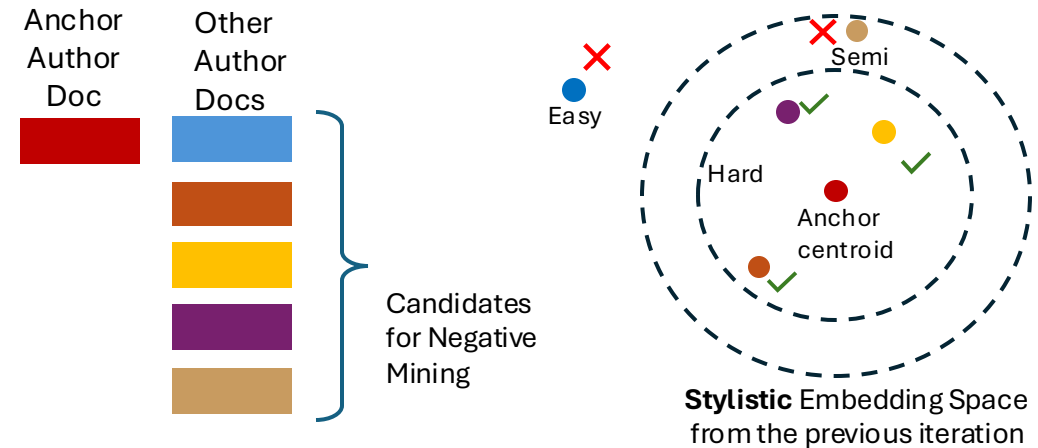 Anchor
Author
Doc
Other
Author
Docs
Candidates
for Negative
Mining
Easy
Semi
Hard
Anchor
centroid
Stylistic Embedding Space
from the previous iteration